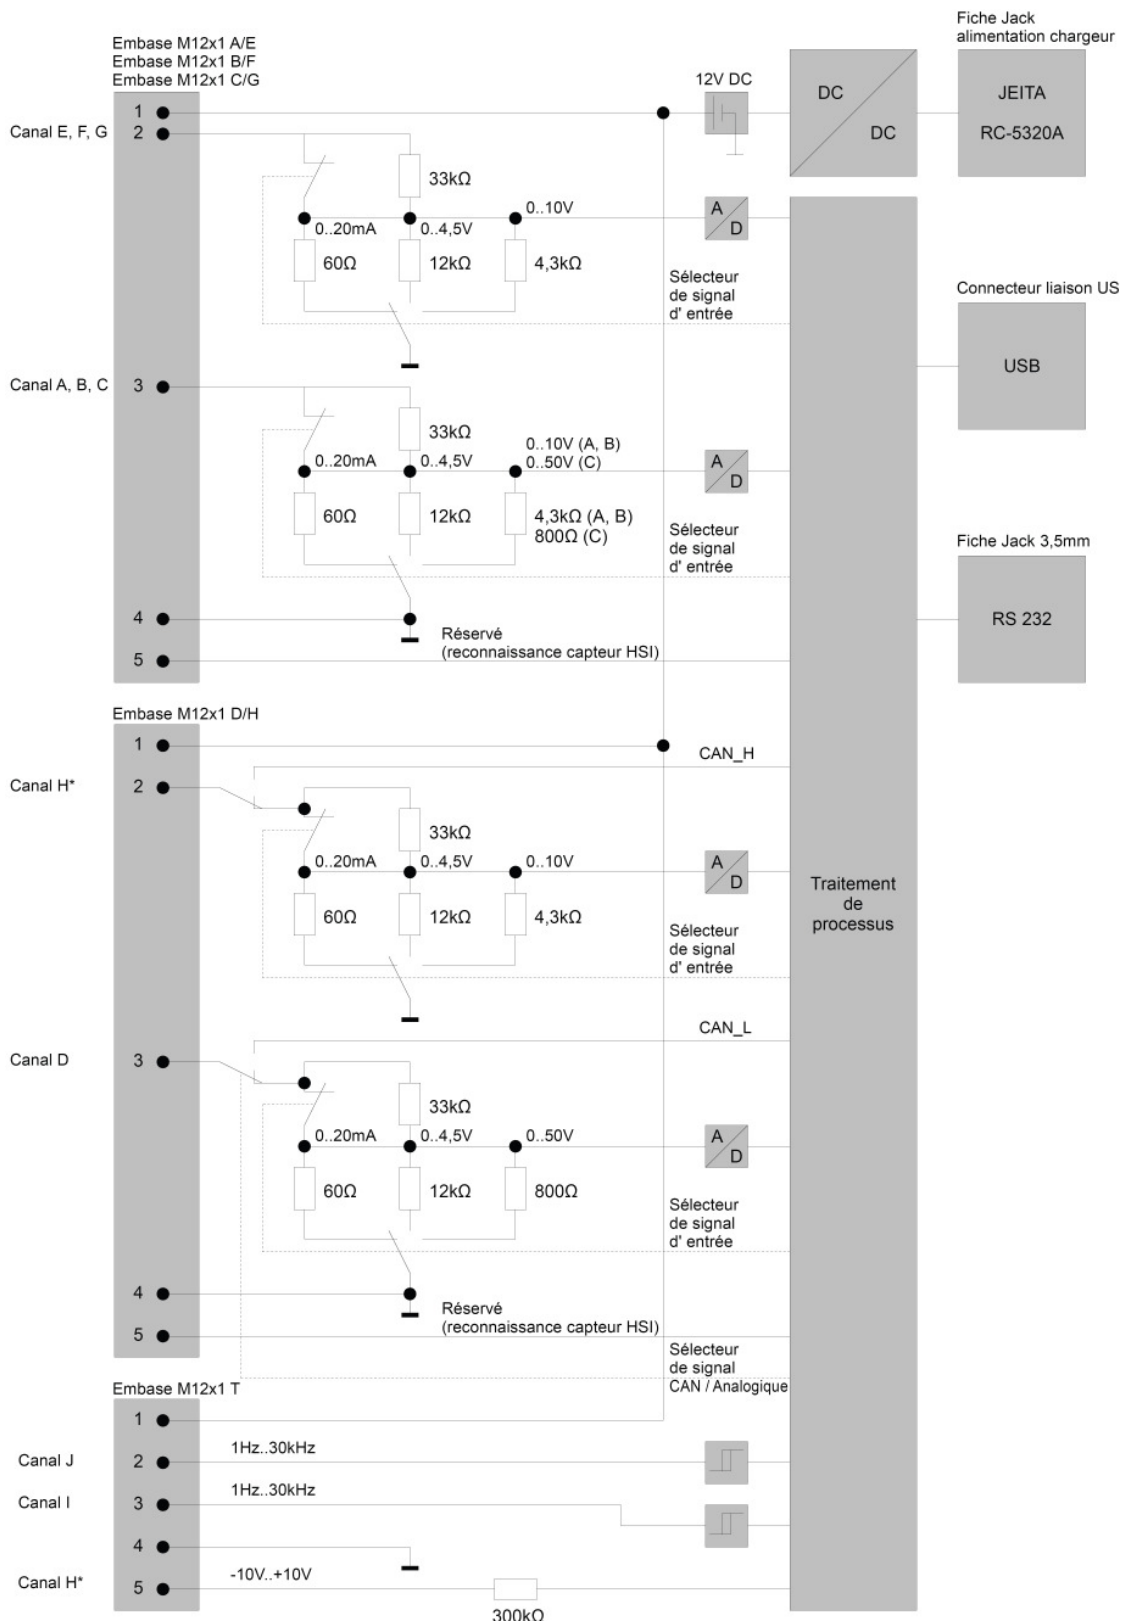 Fiche Jack
alimentation chargeur
Embase M12x1 A/E
Embase M12x1 B/F
Embase M12x1 C/G
12V DC
DC
DC
JEITA
RC-5320A
1
Canal E, F, G
2
33kΩ
0..20mA
0..4,5V
0..10V
A
D
60Ω
12kΩ
4,3kΩ
Sélecteur
de signal
d' entrée
Connecteur liaison US
USB
Canal A, B, C
3
33kΩ
0..20mA
0..4,5V
0..10V (A, B)
0..50V (C)
A
D
60Ω
12kΩ
4,3kΩ (A, B)
800Ω (C)
Sélecteur
de signal
d' entrée
Fiche Jack 3,5mm
RS 232
4
Réservé
(reconnaissance capteur HSI)
5
Embase M12x1 D/H
1
CAN_H
Canal H*
2
33kΩ
0..20mA
0..4,5V
0..10V
A
D
60Ω
12kΩ
4,3kΩ
Sélecteur
de signal
d' entrée
Traitement
de
processus
CAN_L
Canal D
3
33kΩ
0..20mA
0..4,5V
0..50V
A
D
60Ω
12kΩ
800Ω
Sélecteur
de signal
d' entrée
4
Réservé
(reconnaissance capteur HSI)
5
Sélecteur
de signal
CAN / Analogique
Embase M12x1 T
1
Canal J
2
1Hz..30kHz
Canal I
3
1Hz..30kHz
4
Canal H*
5
-10V..+10V
300kΩ